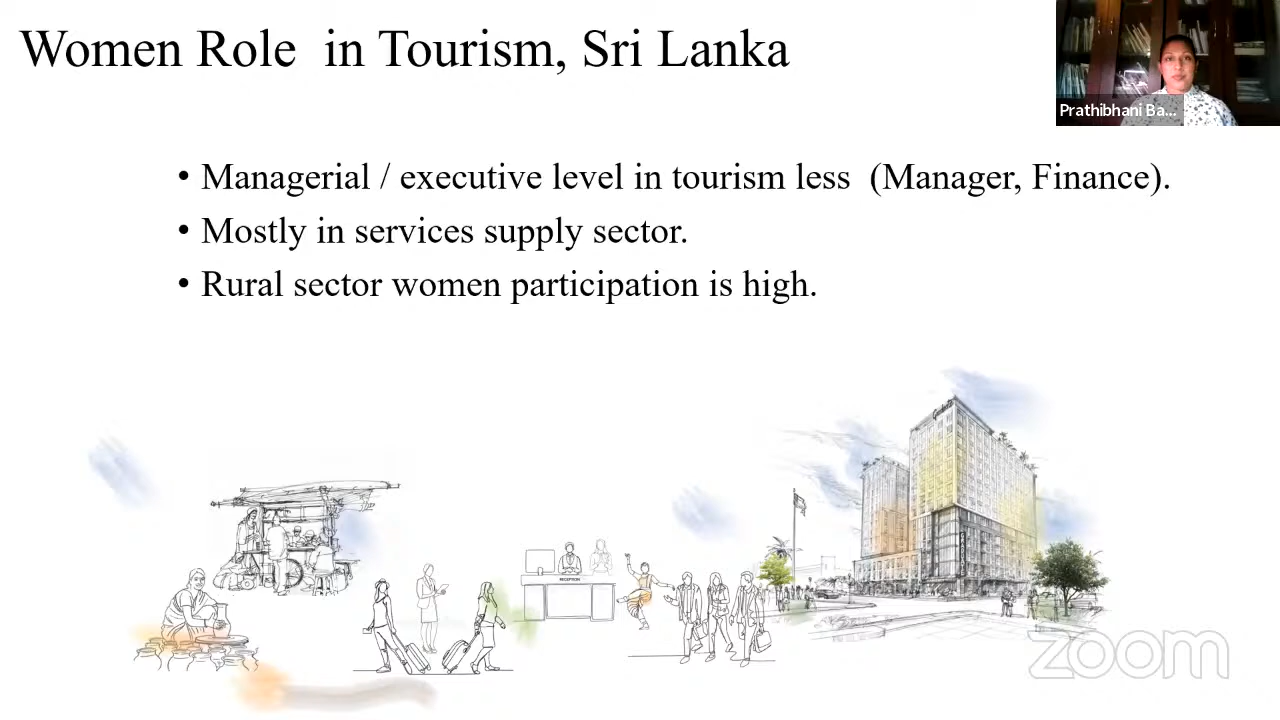 Women Role in Tourism, Sri Lanka
Prathibhani Ba...
• Managerial / executive level in tourism less (Manager, Finance).
• Mostly in services supply sector.
• Rural sector women participation is high.
RECEPTION
zoom